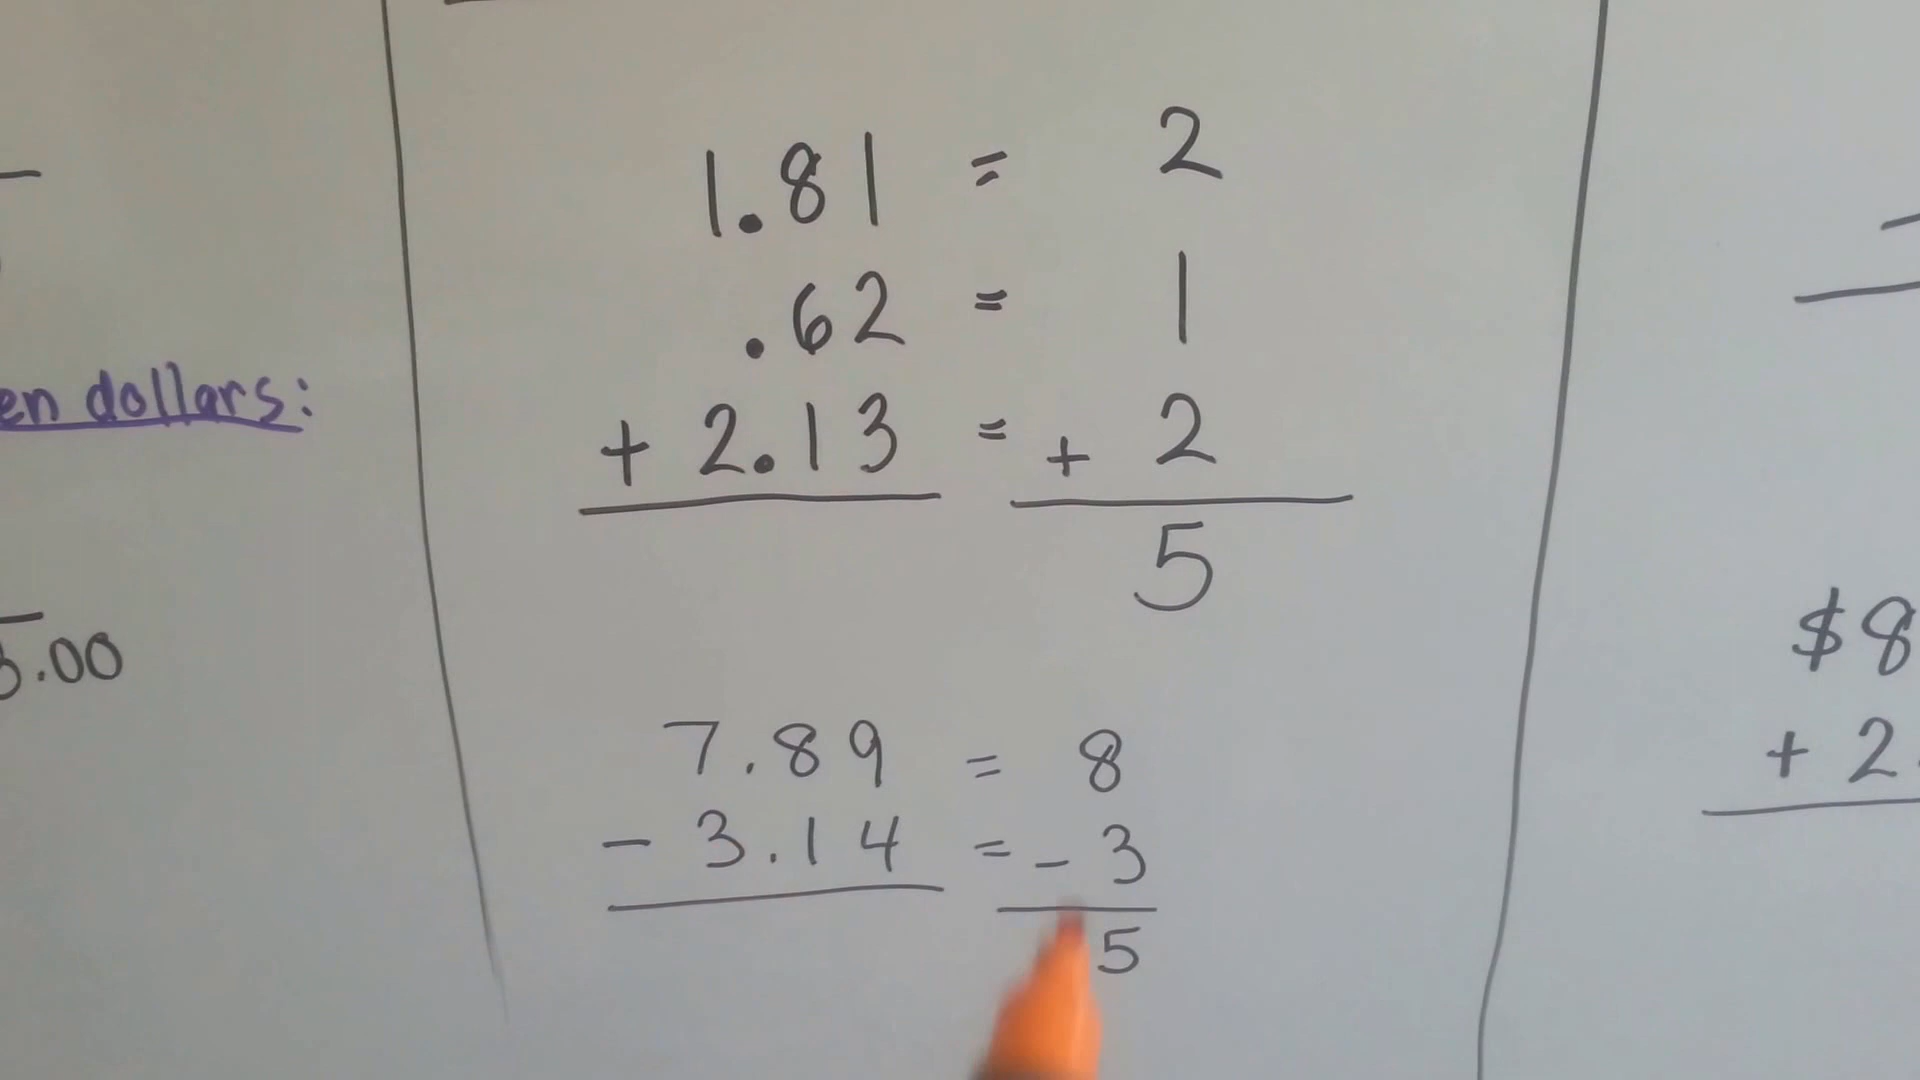 1.81 = 2
.62 = 1
+ 2.13 = + 2
5
7.89 = 8
- 3.14 = - 3
5
en dollars:
5.00
$8
+ 2.